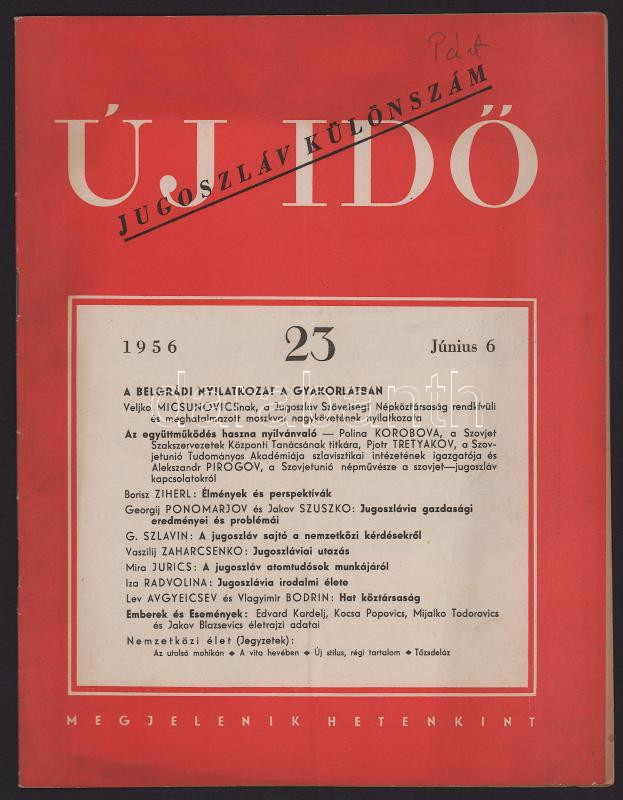 Párt
ÚJ IDŐ
JUGOSZLÁV KÜLÖNSZÁM
1956 23 Június 6
A BELGRÁDI NYILATKOZAT A GYAKORLATBAN
Veljko MICSUNOVICSnak, a Jugoszláv Szövetségi Népköztársaság rendkívüli
és meghatalmazott moszkvai nagykövetének nyilatkozata
Az együttműködés haszna nyilvánvaló — Polina KOROBOVA, a Szovjet
Szakszervezetek Központi Tanácsának titkára, Pjotr TRETYAKOV, a Szov-
jetunió Tudományos Akadémiája szlavisztikai intézetének igazgatója és
Alekszandr PIROGOV, a Szovjetunió népművésze a szovjet—jugoszláv
kapcsolatokról
Borisz ZIHERL: Élmények és perspektívák
Georgij PONOMARJOV és Jakov SZUSZKO: Jugoszlávia gazdasági
eredményei és problémái
G. SZLAVIN: A jugoszláv sajtó a nemzetközi kérdésekről
Vaszilij ZAHARCSENKO: Jugoszláviai utazás
Mira JURICS: A jugoszláv atomtudósok munkájáról
Iza RADVOLINA: Jugoszlávia irodalmi élete
Lev AVGYEICSEV és Vlagyimir BODRIN: Hat köztársaság
Emberek és Események: Edvard Kardelj, Kocsa Popovics, Mijalko Todorovics
és Jakov Blazsevics életrajzi adatai
Nemzetközi élet (Jegyzetek):
Az utolsó mohikán ◆ A vita hevében ◆ Új stílus, régi tartalom ◆ Tőzsdeláz
darabanth
MEGJELENIK HETENKINT